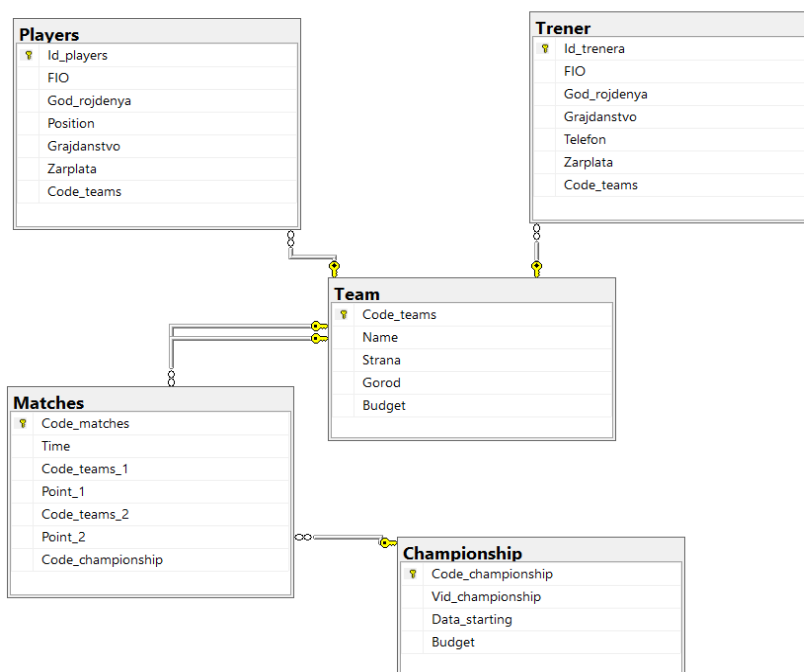 Players
Id_players
FIO
God_rojdenya
Position
Grajdanstvo
Zarplata
Code_teams
Trener
Id_trenera
FIO
God_rojdenya
Grajdanstvo
Telefon
Zarplata
Code_teams
Team
Code_teams
Name
Strana
Gorod
Budget
Matches
Code_matches
Time
Code_teams_1
Point_1
Code_teams_2
Point_2
Code_championship
Championship
Code_championship
Vid_championship
Data_starting
Budget